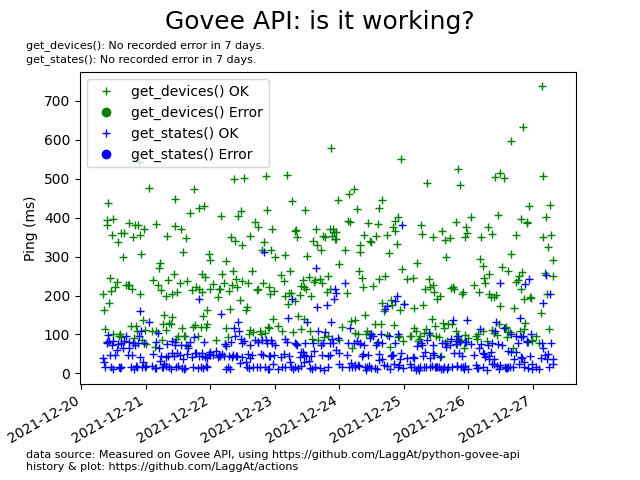 Govee API: is it working?
get_devices(): No recorded error in 7 days.
get_states(): No recorded error in 7 days.
get_devices() OK
get_devices() Error
get_states() OK
get_states() Error
Ping (ms)
700
600
500
400
300
200
100
0
2021-12-20
2021-12-21
2021-12-22
2021-12-23
2021-12-24
2021-12-25
2021-12-26
2021-12-27
data source: Measured on Govee API, using https://github.com/LaggAt/python-govee-api
history & plot: https://github.com/LaggAt/actions